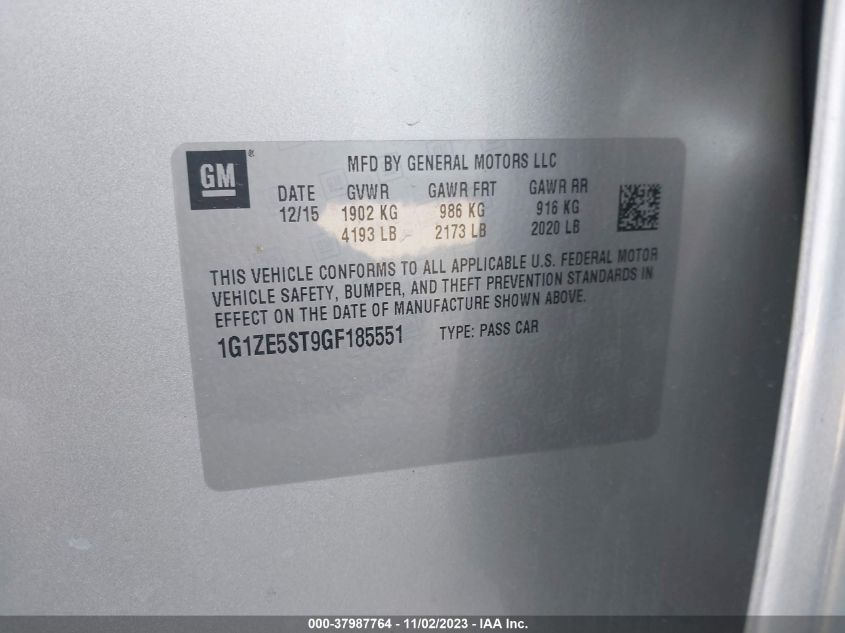 GM ®
MFD BY GENERAL MOTORS LLC
DATE GVWR GAWR FRT GAWR RR
12/15 1902 KG 986 KG 916 KG
4193 LB 2173 LB 2020 LB
THIS VEHICLE CONFORMS TO ALL APPLICABLE U.S. FEDERAL MOTOR
VEHICLE SAFETY, BUMPER, AND THEFT PREVENTION STANDARDS IN
EFFECT ON THE DATE OF MANUFACTURE SHOWN ABOVE.
1G1ZE5ST9GF185551 TYPE: PASS CAR
000-37987764 - 11/02/2023 - IAA Inc.